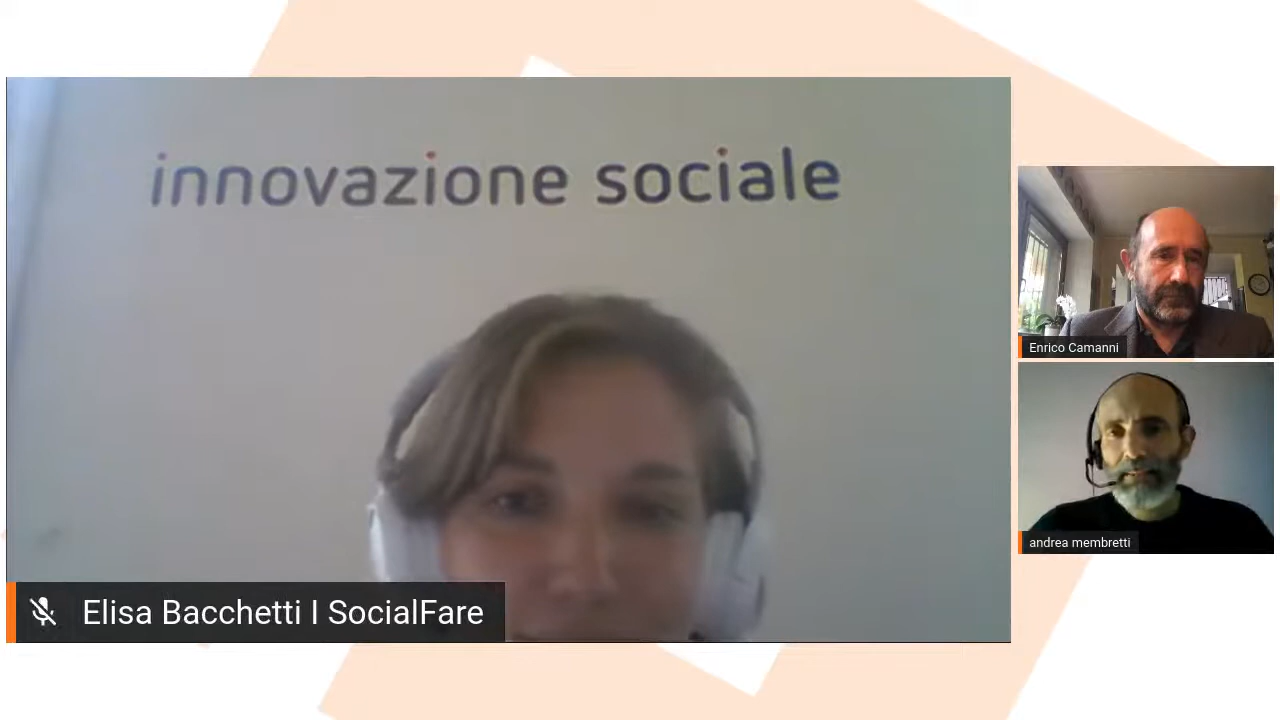 innovazione sociale
Enrico Camanni
andrea membretti
Elisa Bacchetti I SocialFare